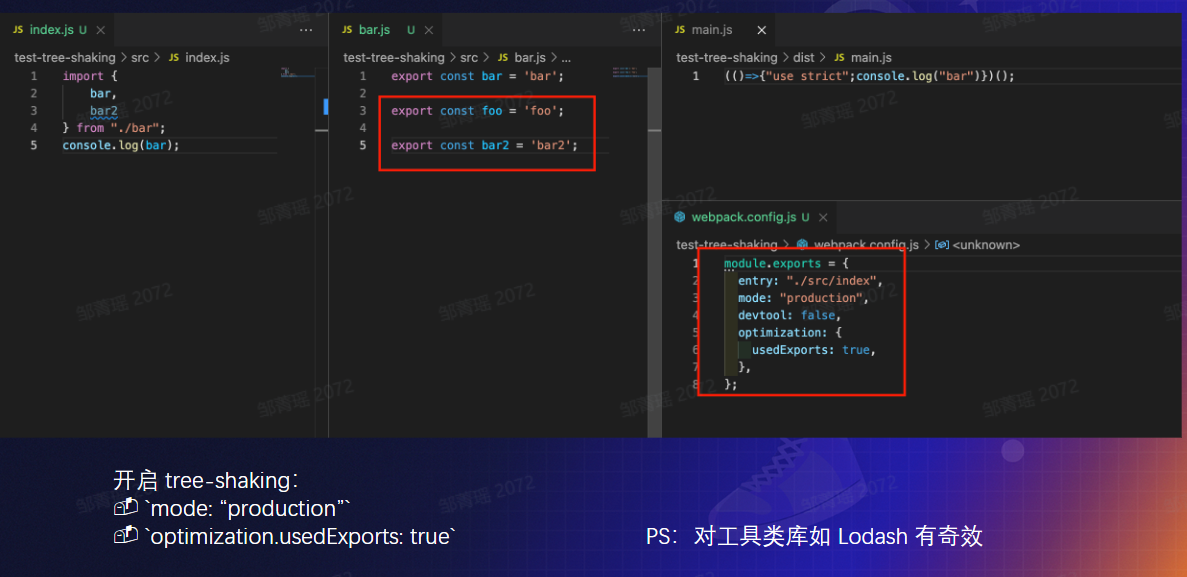 JS index.js U ×
test-tree-shaking > src > JS index.js
1 import {
2 bar,
3 bar2
4 } from "./bar";
5 console.log(bar);
JS bar.js U ×
test-tree-shaking > src > JS bar.js > ...
1 export const bar = 'bar';
2
3 export const foo = 'foo';
4
5 export const bar2 = 'bar2';
JS main.js ×
test-tree-shaking > dist > JS main.js
1 (()=>{"use strict";console.log("bar")})();
webpack.config.js U ×
test-tree-shaking > webpack.config.js > <unknown>
1 module.exports = {
2 entry: "./src/index",
3 mode: "production",
4 devtool: false,
5 optimization: {
6 usedExports: true,
7 },
8 };
开启 tree-shaking：
`mode: “production”`
`optimization.usedExports: true`
PS：对工具类库如 Lodash 有奇效
邹菁瑶 2072